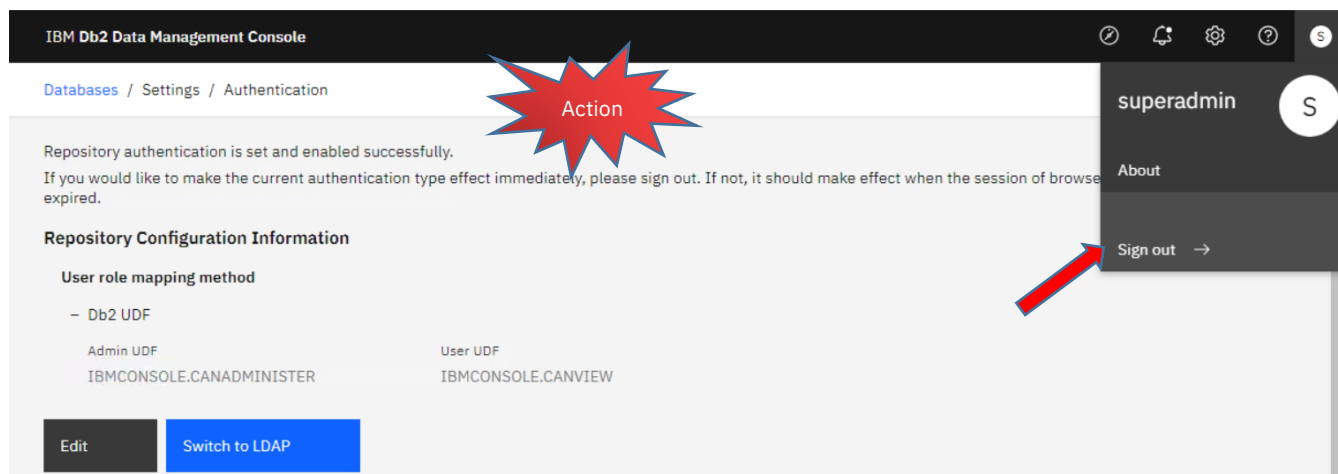 IBM Db2 Data Management Console
S
Databases / Settings / Authentication
Action
superadmin
S
Repository authentication is set and enabled successfully.
If you would like to make the current authentication type effect immediately, please sign out. If not, it should make effect when the session of browse
expired.
About
Repository Configuration Information
Sign out →
User role mapping method
– Db2 UDF
Admin UDF User UDF
IBMCONSOLE.CANADMINISTER IBMCONSOLE.CANVIEW
Edit Switch to LDAP